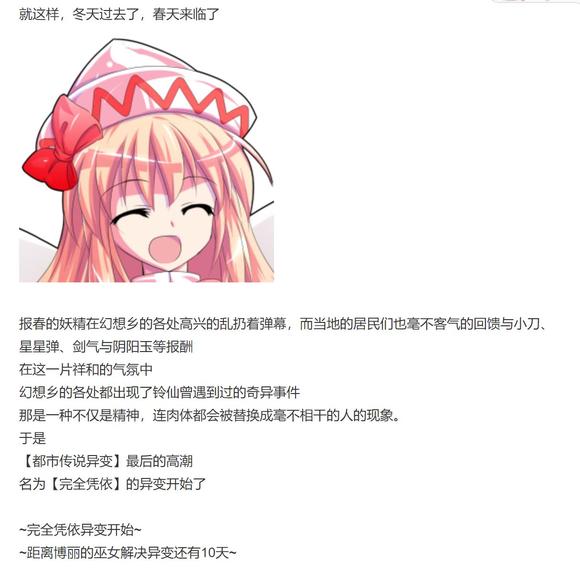 就这样，冬天过去了，春天来临了
报春的妖精在幻想乡的各处高兴的乱扔着弹幕，而当地的居民们也毫不客气的回馈与小刀、
星星弹、剑气与阴阳玉等报酬
在这一片祥和的气氛中
幻想乡的各处都出现了铃仙曾遇到过的奇异事件
那是一种不仅是精神，连肉体都会被替换成毫不相干的人的现象。
于是
【都市传说异变】最后的高潮
名为【完全凭依】的异变开始了
~完全凭依异变开始~
~距离博丽的巫女解决异变还有10天~